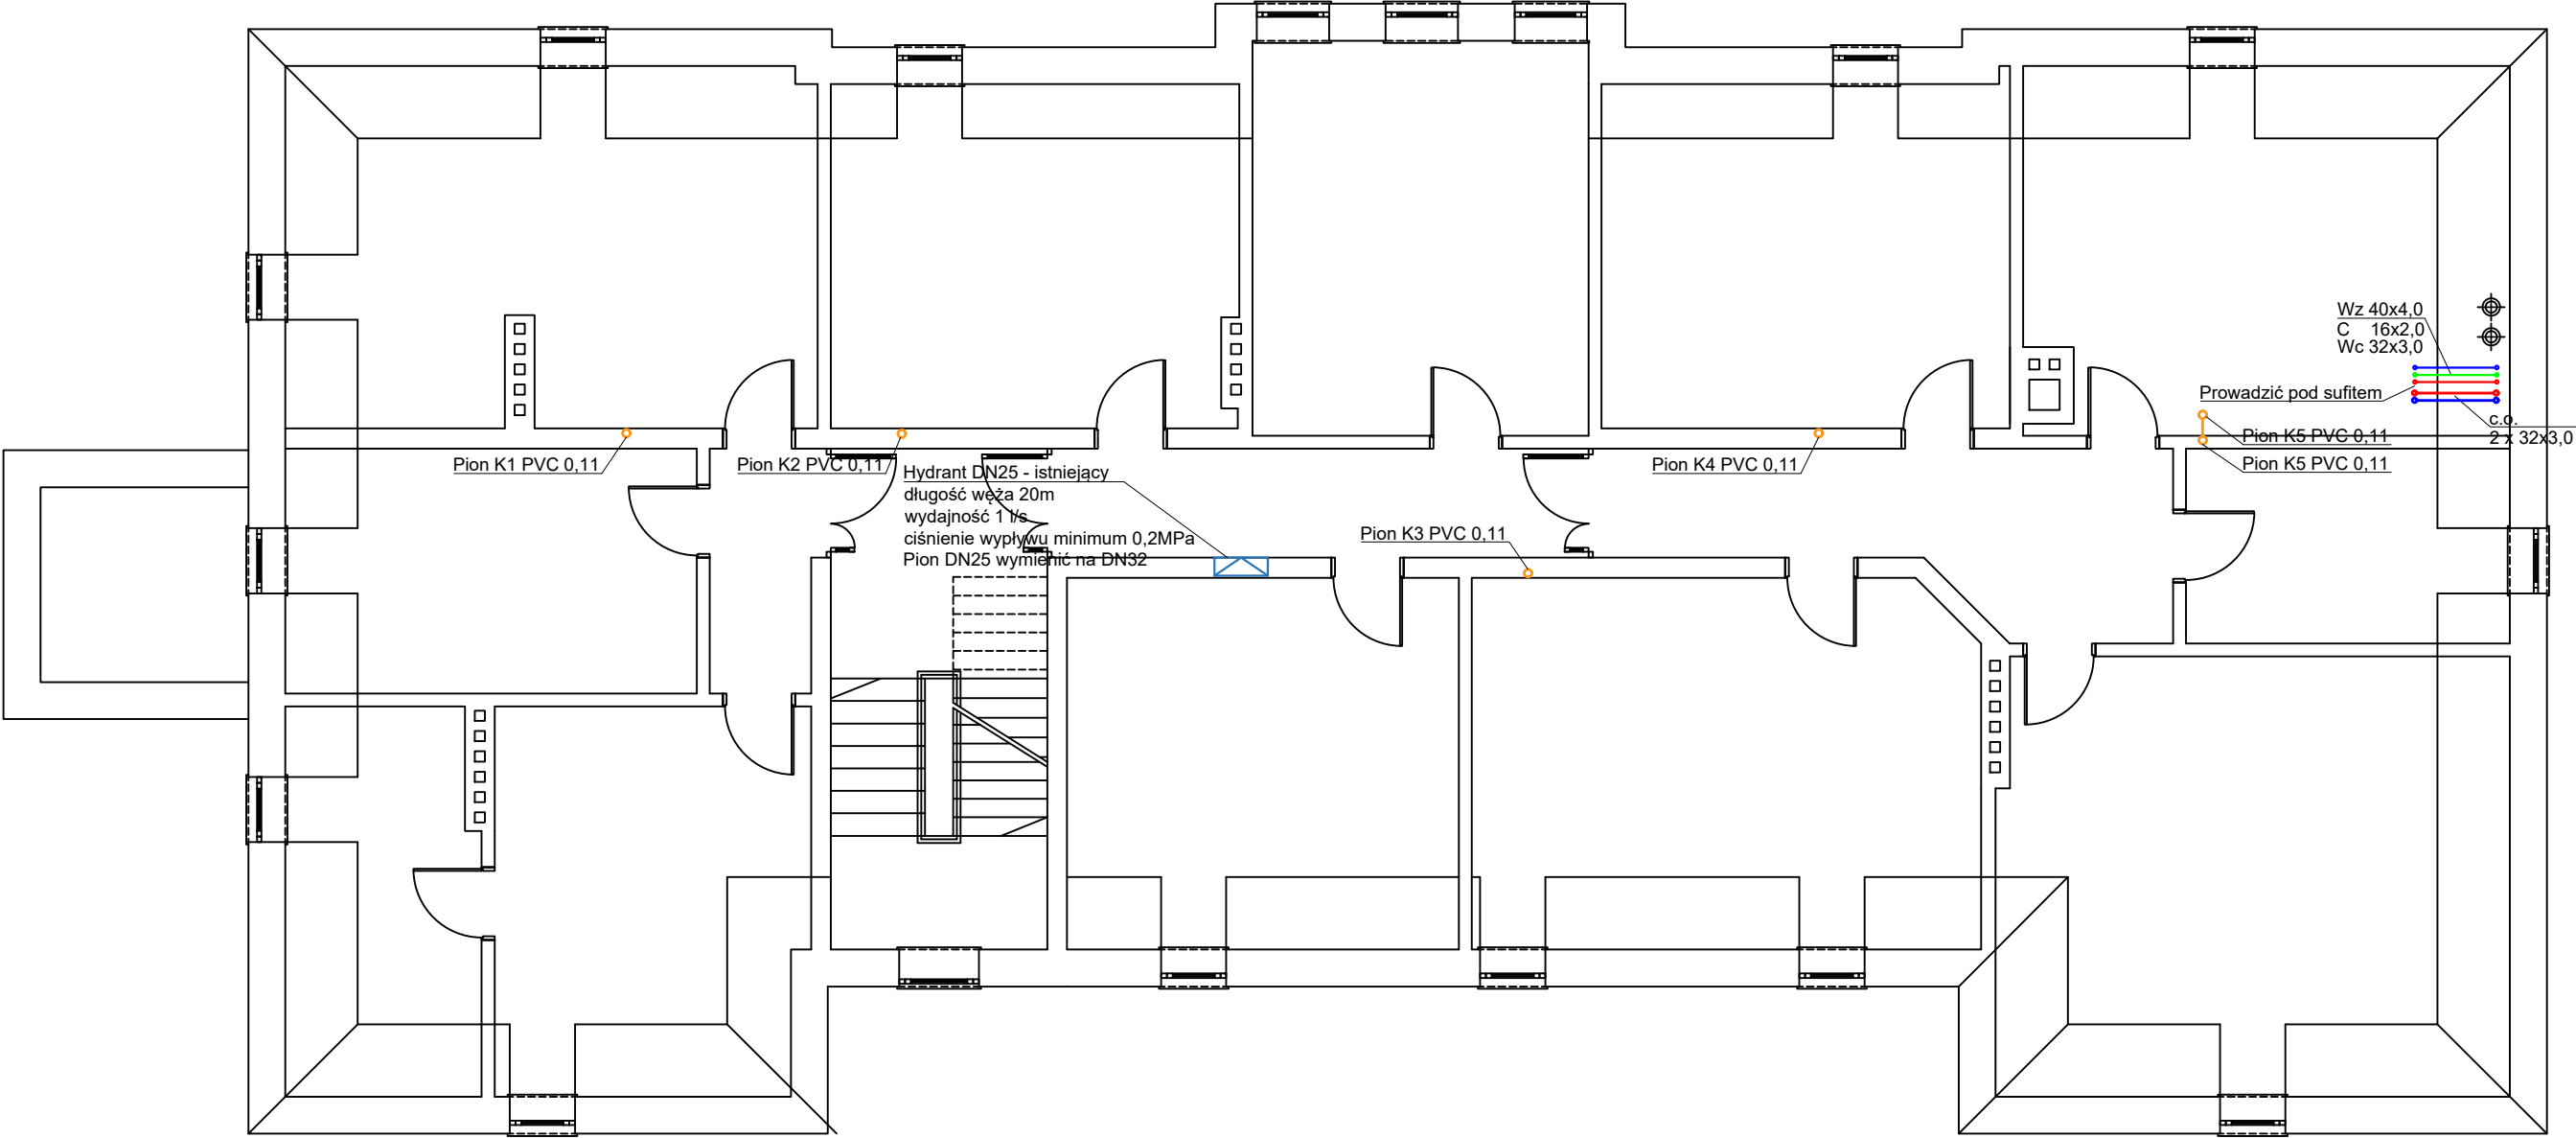 Wz 40x4,0
C 16x2,0
Wc 32x3,0
Prowadzić pod sufitem
c.o.
2 x 32x3,0
Pion K5 PVC 0,11
Pion K5 PVC 0,11
Pion K1 PVC 0,11
Pion K2 PVC 0,11
Pion K4 PVC 0,11
Hydrant DN25 - istniejący
długość węża 20m
wydajność 1 l/s
ciśnienie wypływu minimum 0,2MPa
Pion DN25 wymienić na DN32
Pion K3 PVC 0,11